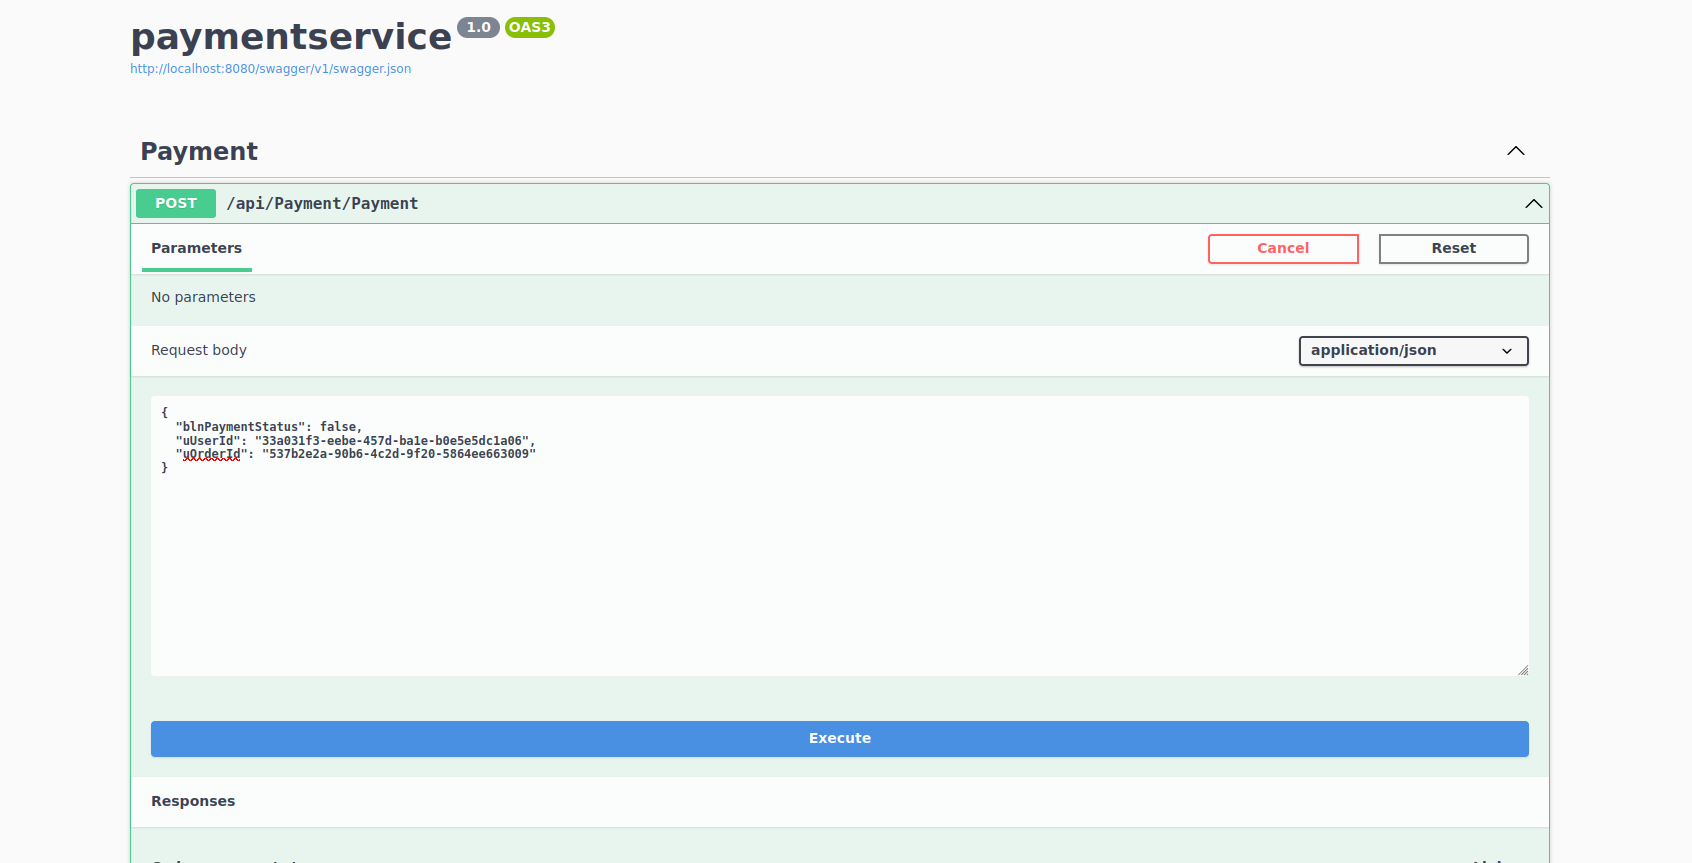 paymentservice 1.0 OAS3
http://localhost:8080/swagger/v1/swagger.json
Payment
POST /api/Payment/Payment
Parameters Cancel Reset
No parameters
Request body application/json
{
"blnPaymentStatus": false,
"uUserId": "33a031f3-eebe-457d-ba1e-b0e5e5dc1a06",
"uOrderId": "537b2e2a-90b6-4c2d-9f20-5864ee663009"
}
Execute
Responses